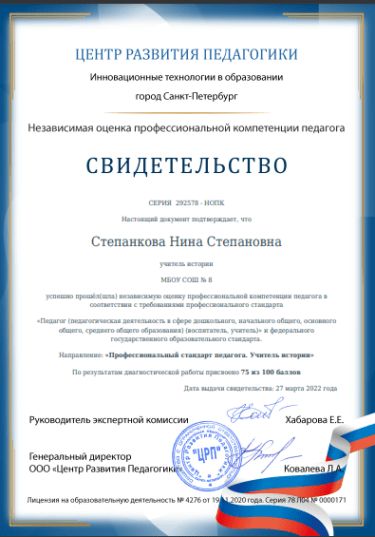 ЦЕНТР РАЗВИТИЯ ПЕДАГОГИКИ
Инновационные технологии в образовании
город Санкт-Петербург
Независимая оценка профессиональной компетенции педагога
СВИДЕТЕЛЬСТВО
СЕРИЯ 292578 - НОПК
Настоящий документ подтверждает, что
Степанкова Нина Степановна
учитель истории
МБОУ СОШ № 8
успешно прошёл(шла) независимую оценку профессиональной компетенции педагога в
соответствии с требованиями профессионального стандарта
«Педагог (педагогическая деятельность в сфере дошкольного, начального общего, основного
общего, среднего общего образования) (воспитатель, учитель)» и федерального
государственного образовательного стандарта.
Направление: «Профессиональный стандарт педагога. Учитель истории»
По результатам диагностической работы присвоено 75 из 100 баллов
Дата выдачи свидетельства: 27 марта 2022 года
Руководитель экспертной комиссии Хабарова Е.Е.
Генеральный директор
ООО «Центр Развития Педагогики» Ковалева Л.А.
"ЦРП"
Лицензия на образовательную деятельность № 4276 от 2020 года. Серия 78 № 0000171